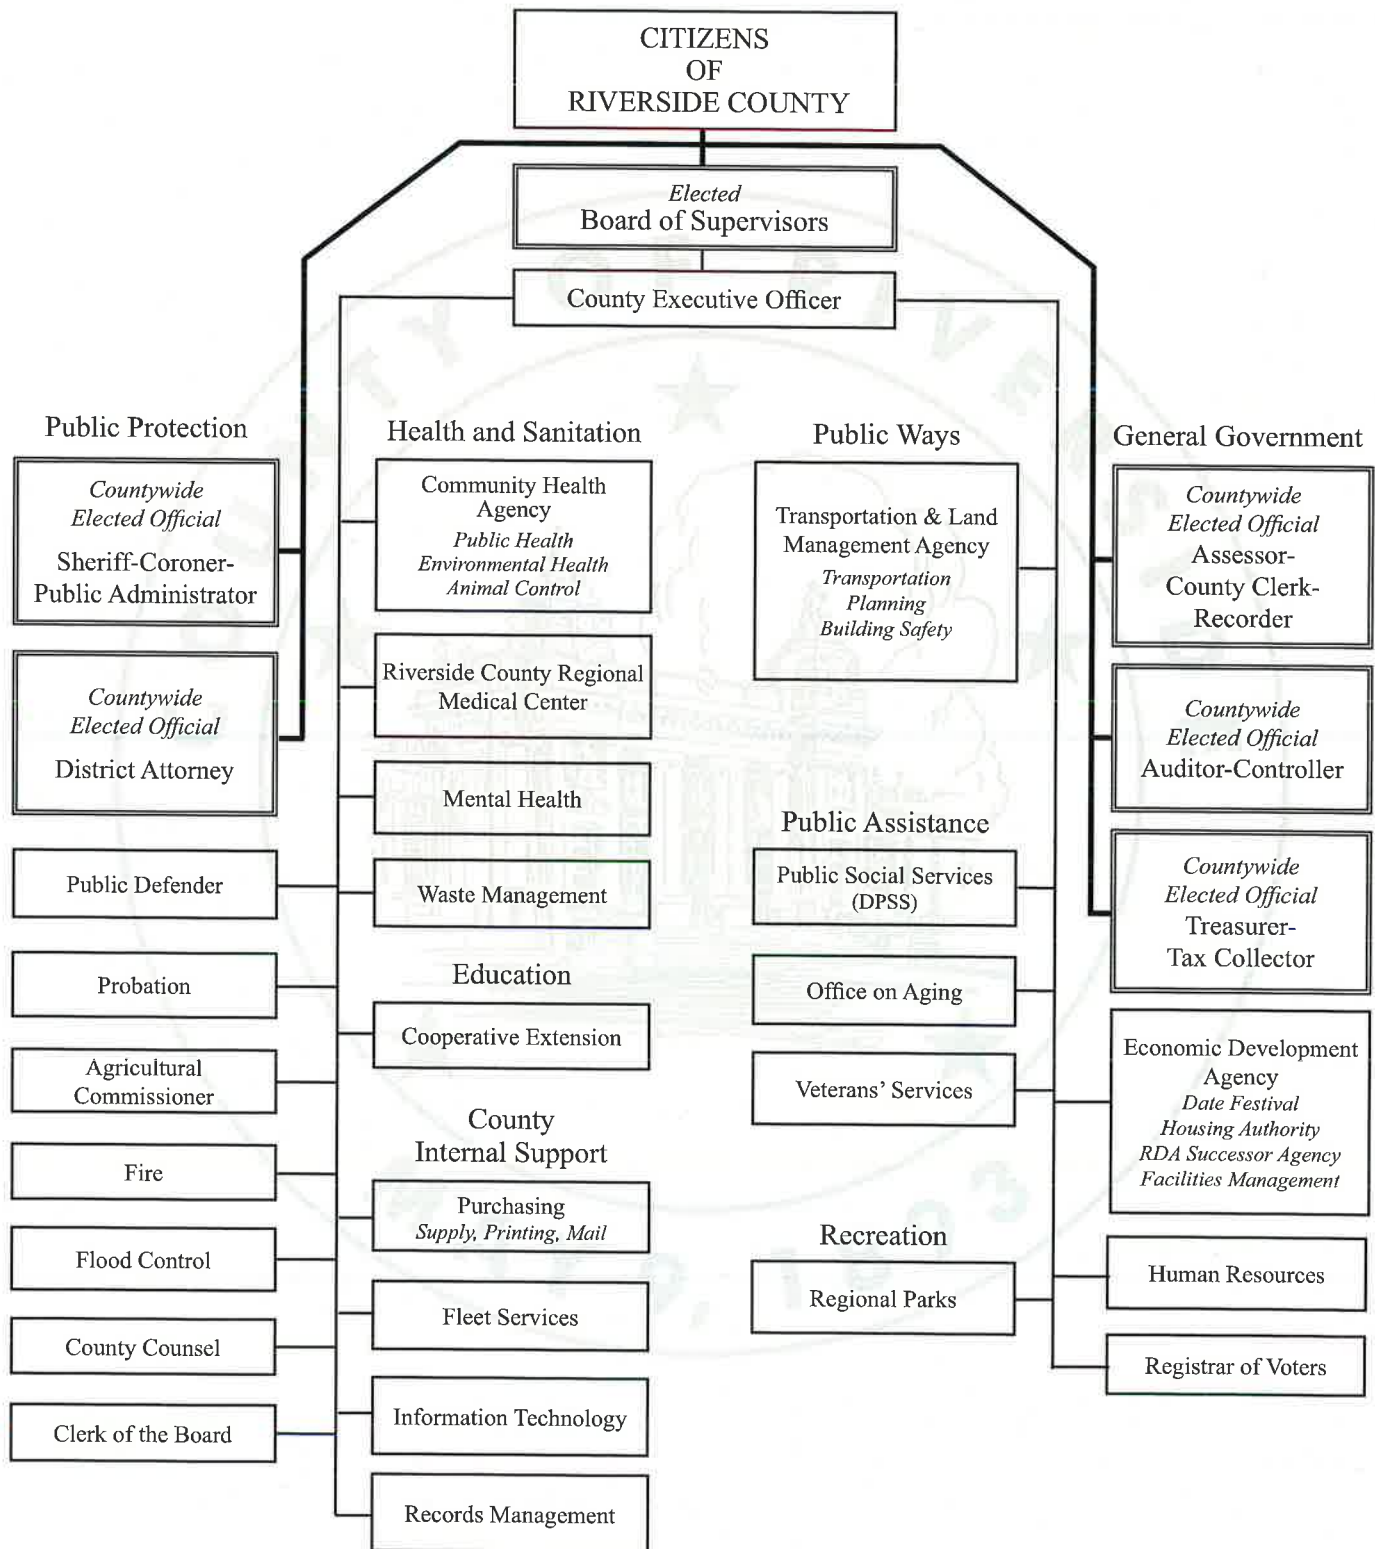 CITIZENS
OF
RIVERSIDE COUNTY
Elected
Board of Supervisors
County Executive Officer
Public Protection
Countywide
Elected Official
Sheriff-Coroner-
Public Administrator
Countywide
Elected Official
District Attorney
Public Defender
Probation
Agricultural
Commissioner
Fire
Flood Control
County Counsel
Clerk of the Board
Health and Sanitation
Community Health
Agency
Public Health
Environmental Health
Animal Control
Riverside County Regional
Medical Center
Mental Health
Waste Management
Education
Cooperative Extension
County
Internal Support
Purchasing
Supply, Printing, Mail
Fleet Services
Information Technology
Records Management
Public Ways
Transportation & Land
Management Agency
Transportation
Planning
Building Safety
Public Assistance
Public Social Services
(DPSS)
Office on Aging
Veterans’ Services
Recreation
Regional Parks
General Government
Countywide
Elected Official
Assessor-
County Clerk-
Recorder
Countywide
Elected Official
Auditor-Controller
Countywide
Elected Official
Treasurer-
Tax Collector
Economic Development
Agency
Date Festival
Housing Authority
RDA Successor Agency
Facilities Management
Human Resources
Registrar of Voters
COUNTY OF RIVERSIDE